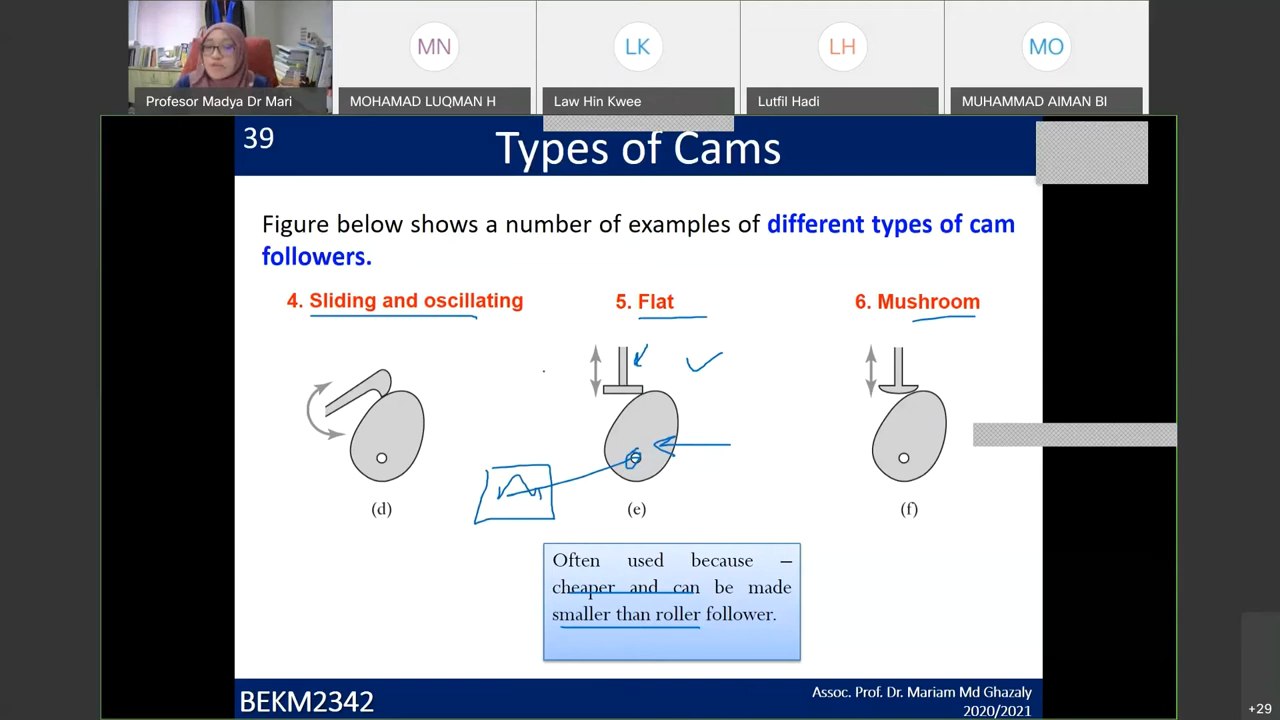 MN
LK
LH
MO
Profesor Madya Dr Mari
MOHAMAD LUQMAN H
Law Hin Kwee
Lutfil Hadi
MUHAMMAD AIMAN BI
39
Types of Cams
Figure below shows a number of examples of different types of cam
followers.
4. Sliding and oscillating
5. Flat
6. Mushroom
(d)
(e)
(f)
Often used because –
cheaper and can be made
smaller than roller follower.
BEKM2342
Assoc. Prof. Dr. Mariam Md Ghazaly
2020/2021
+29